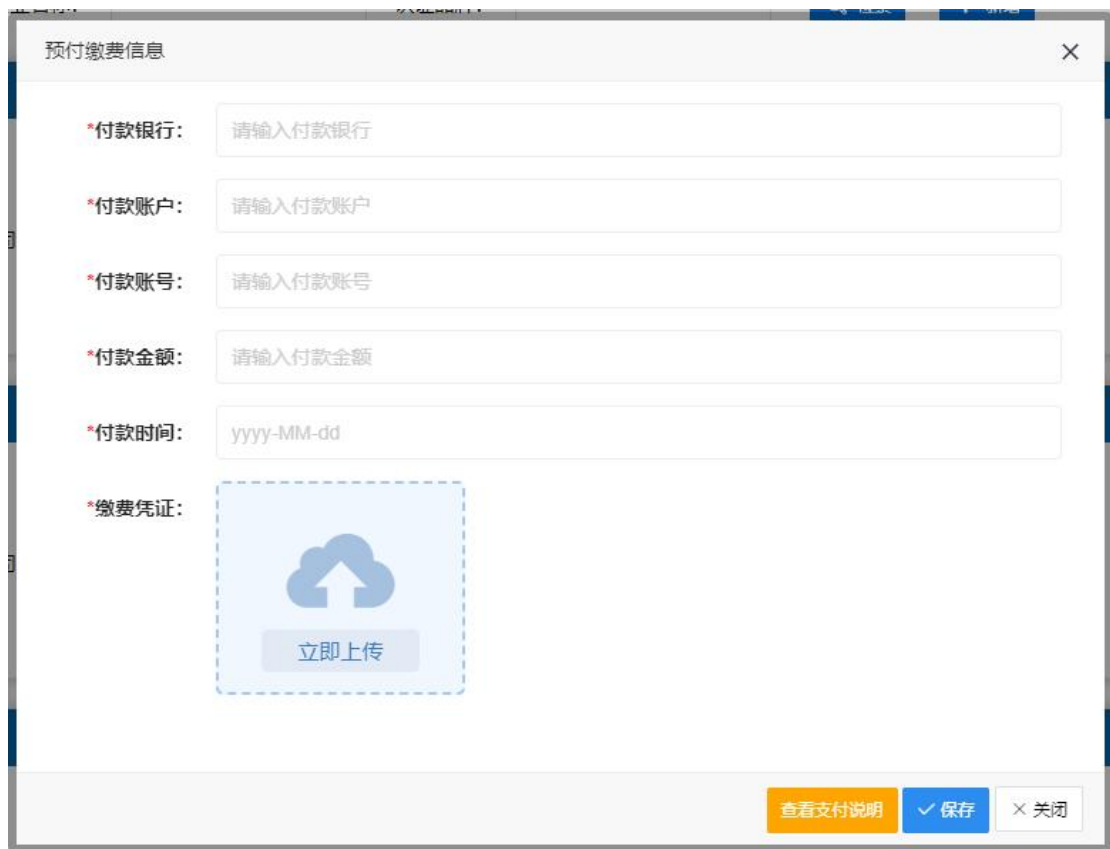 预付缴费信息
*付款银行: 请输入付款银行
*付款账户: 请输入付款账户
*付款账号: 请输入付款账号
*付款金额: 请输入付款金额
*付款时间: yyyy-MM-dd
*缴费凭证:
立即上传
查看支付说明 保存 关闭